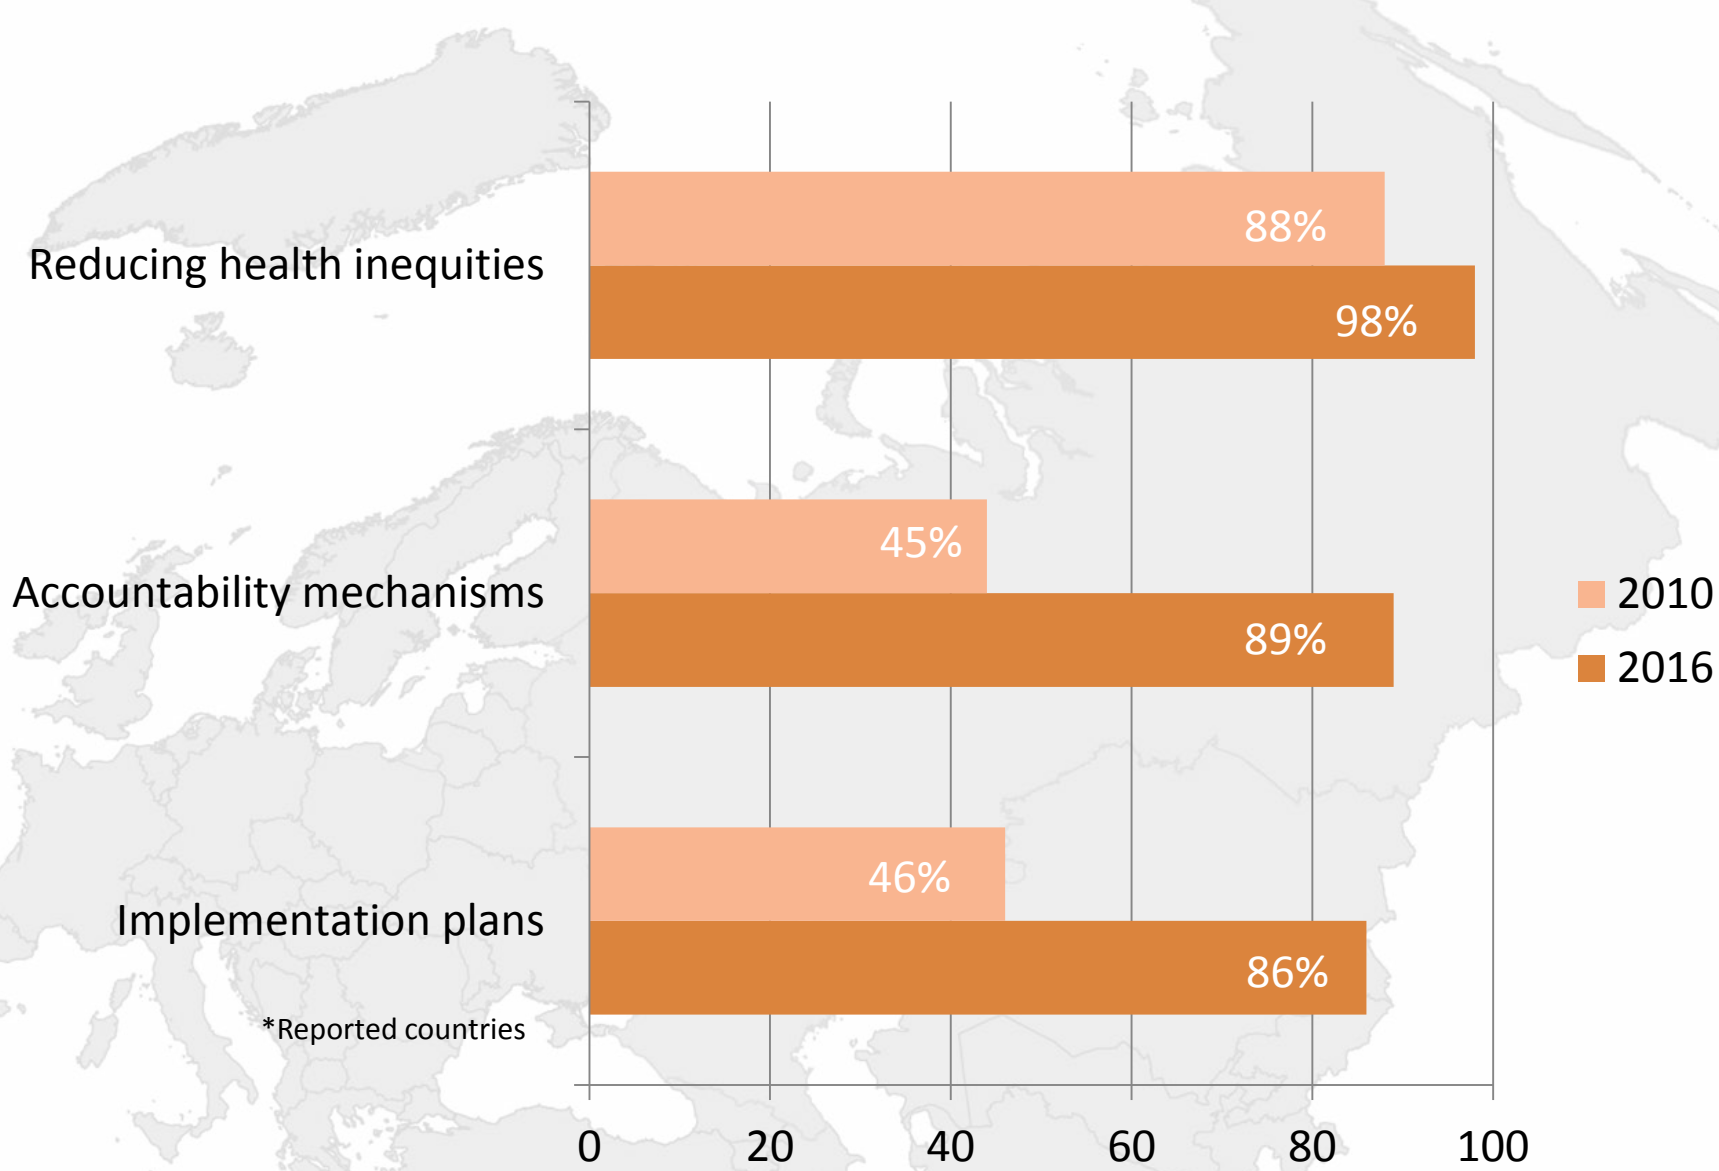 Reducing health inequities
88%
98%
Accountability mechanisms
45%
89%
2010
2016
Implementation plans
46%
86%
*Reported countries
0 20 40 60 80 100